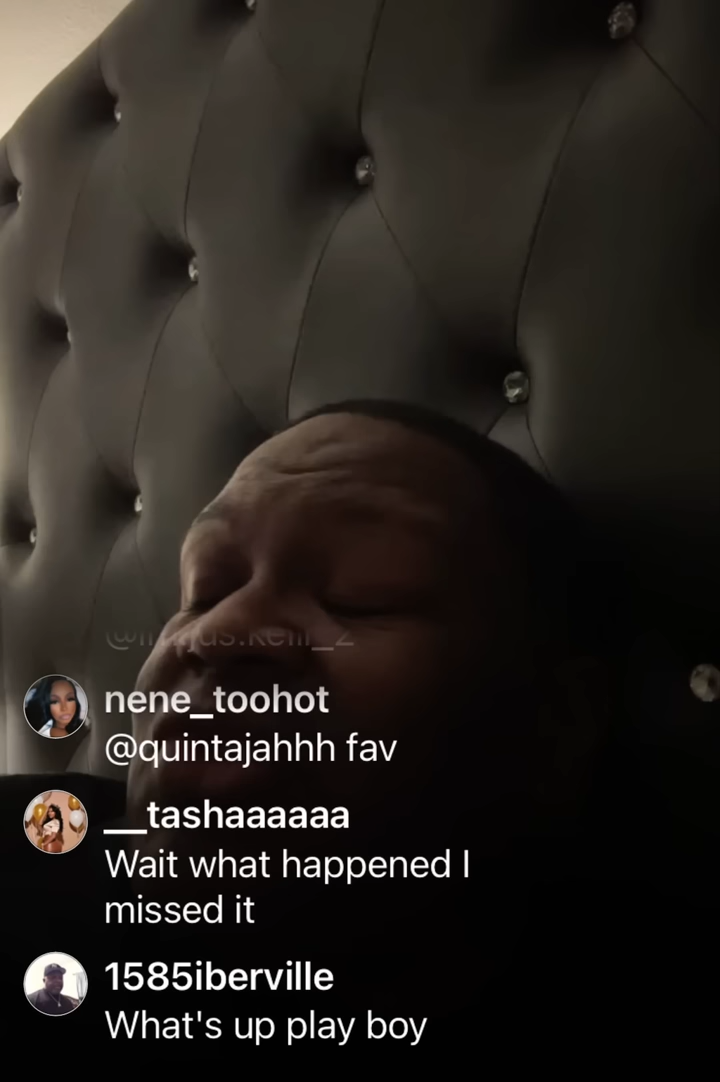 nene_toohot
@quintajahhh fav
__tashaaaaaa
Wait what happened I
missed it
1585iberville
What's up play boy